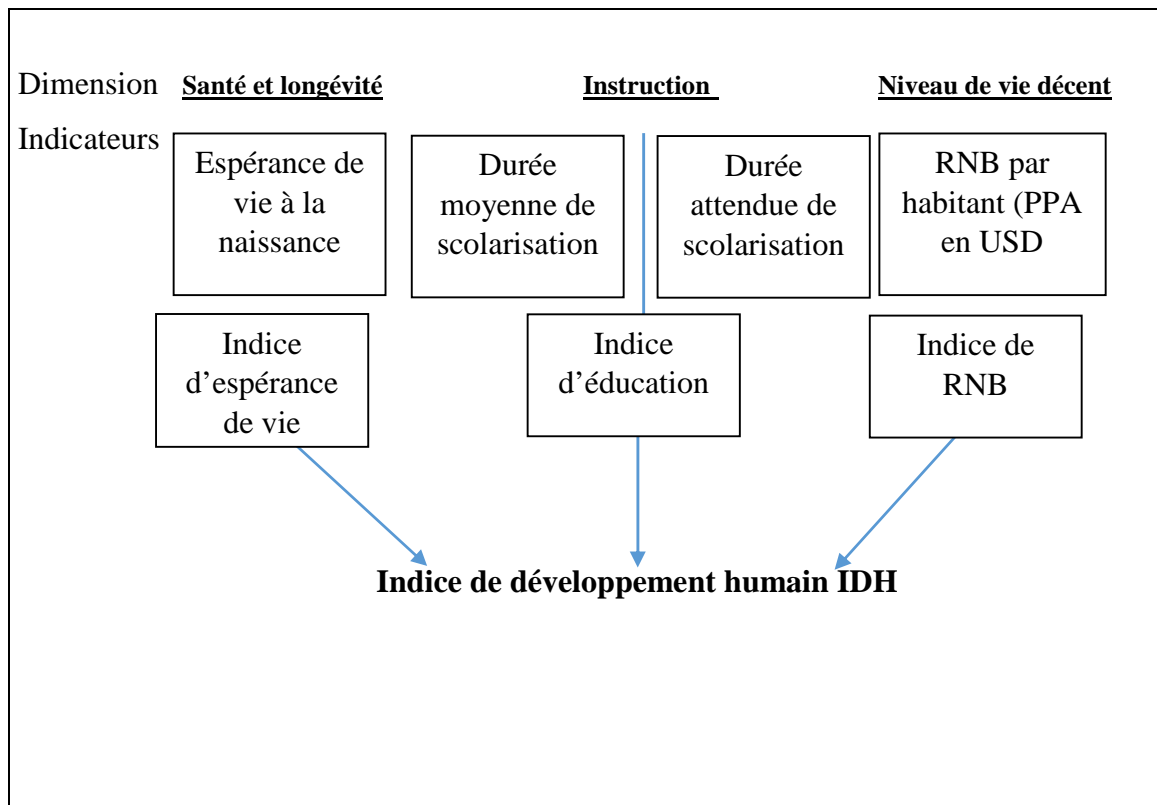 Dimension Santé et longévité Instruction Niveau de vie décent
Indicateurs
Espérance de
vie à la
naissance
Durée
moyenne de
scolarisation
Durée
attendue de
scolarisation
RNB par
habitant (PPA
en USD
Indice
d’espérance
de vie
Indice
d’éducation
Indice de
RNB
Indice de développement humain IDH